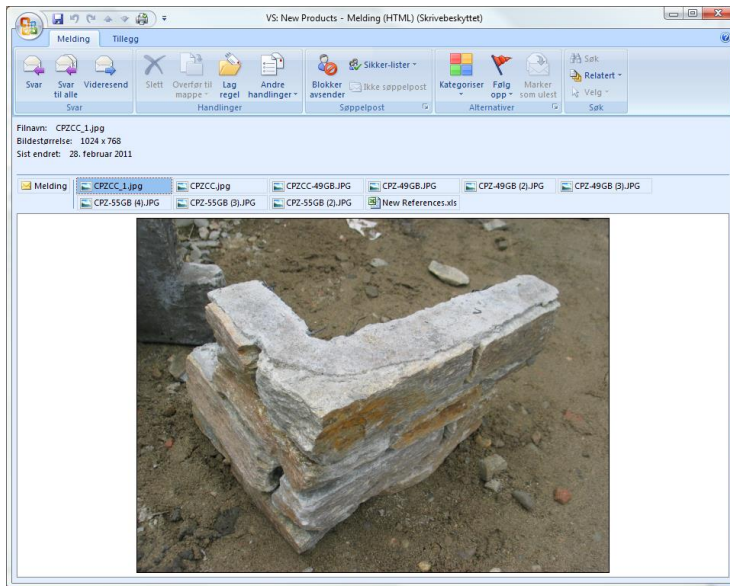 VS: New Products - Melding (HTML) (Skrivebeskyttet)
Melding Tillegg
Svar
Svar til alle
Videresend
Svar
Slett
Overfør til mappe
Lag regel
Andre handlinger
Handlinger
Blokker avsender
Sikker-lister
Ikke søppelpost
Søppelpost
Kategoriser
Følg opp
Marker som ulest
Alternativer
Søk
Relatert
Velg
Søk
Filnavn: CPZCC_1.jpg
Bildestørrelse: 1024 x 768
Sist endret: 28. februar 2011
Melding CPZCC_1.jpg CPZCC.jpg CPZCC-49GB.JPG CPZ-49GB.JPG CPZ-49GB (2).JPG CPZ-49GB (3).JPG
CPZ-55GB (4).JPG CPZ-55GB (3).JPG CPZ-55GB (2).JPG New References.xls